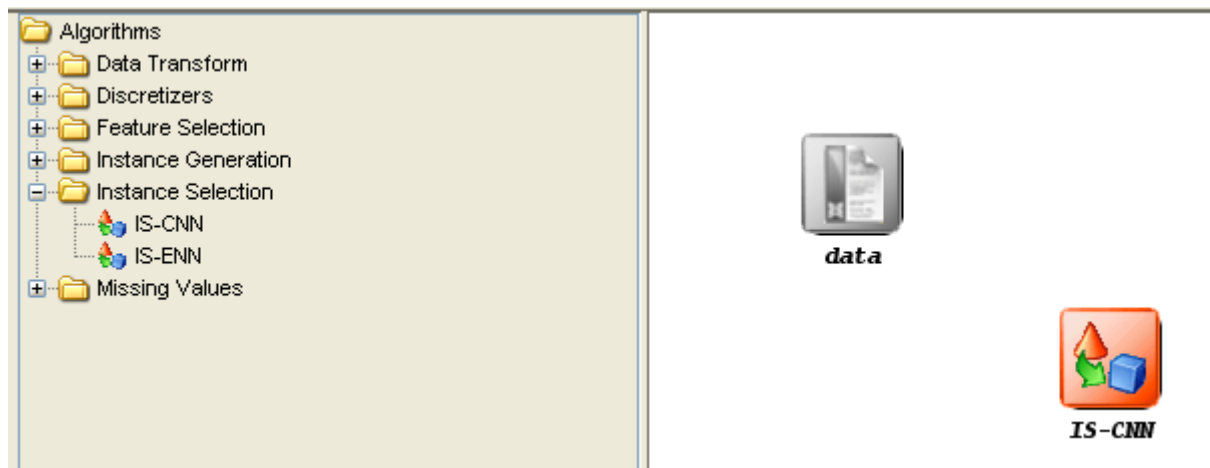 Algorithms
Data Transform
Discretizers
Feature Selection
Instance Generation
Instance Selection
IS-CNN
IS-ENN
Missing Values
data
IS-CNN